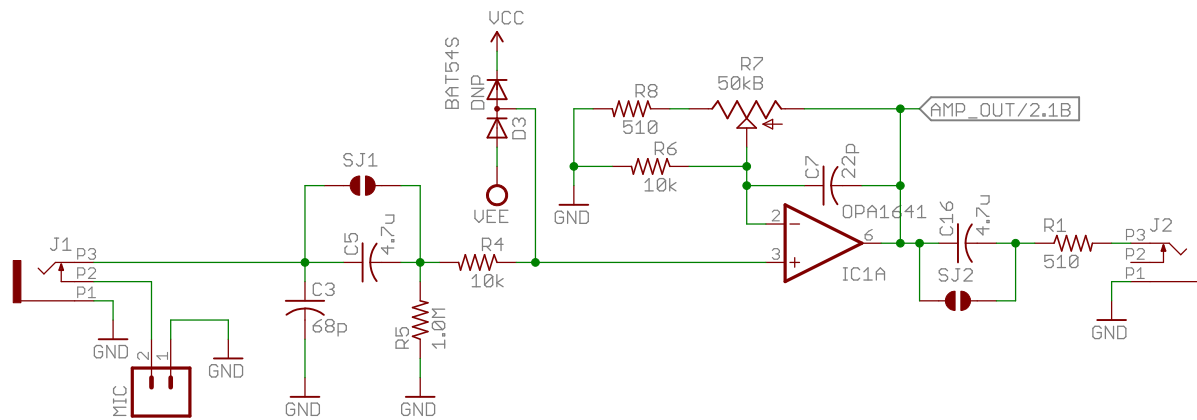 VCC
BAT54S
DNP
D3
VEE
R7
50kB
R8
510
R6
10k
GND
C7
22p
AMP_OUT/2.1B
OPA1641
2
3
6
IC1A
SJ1
C5
4.7u
R4
10k
C16
4.7u
SJ2
R1
510
J2
P3
P2
P1
GND
J1
P3
P2
P1
GND
C3
68p
R5
1.0M
GND
GND
GND
2
1
MIC